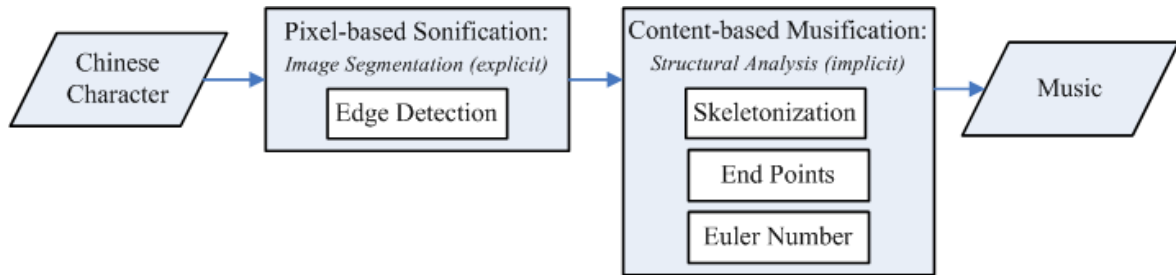 Chinese
Character
Pixel-based Sonification:
Image Segmentation (explicit)
Edge Detection
Content-based Musification:
Structural Analysis (implicit)
Skeletonization
End Points
Euler Number
Music